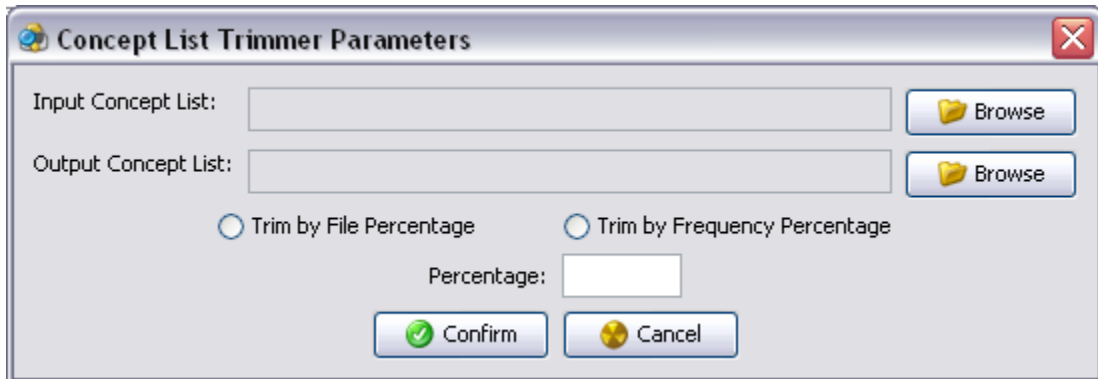 Concept List Trimmer Parameters
Input Concept List: Browse
Output Concept List: Browse
Trim by File Percentage Trim by Frequency Percentage
Percentage:
Confirm Cancel